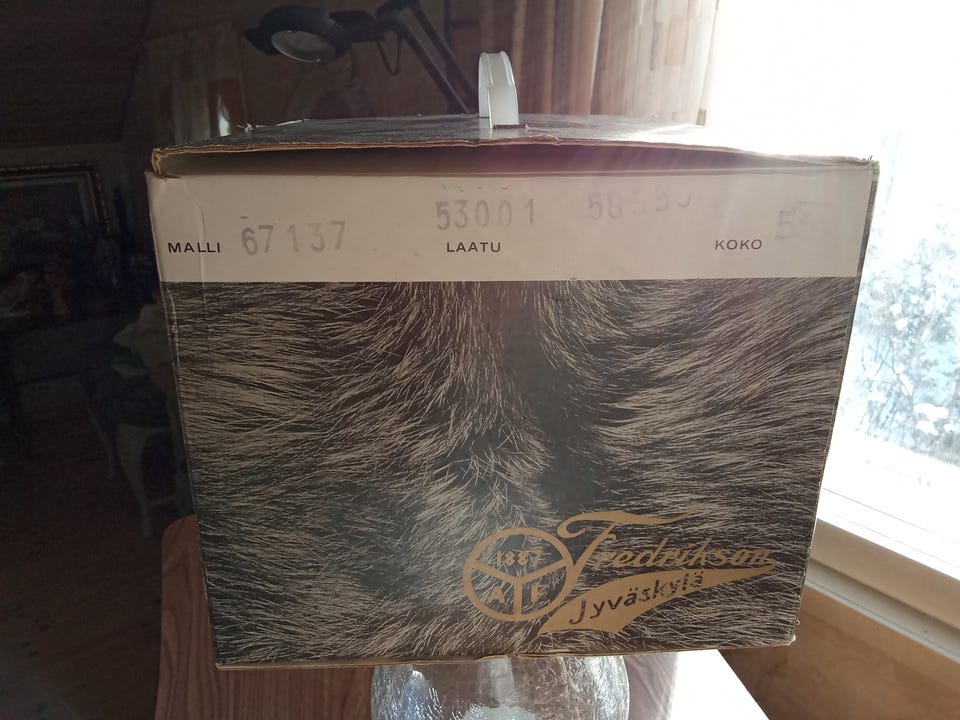 MALLI 67137 53001 LAATU KOKO
1887
A F
Fredrikson
Jyväskylä